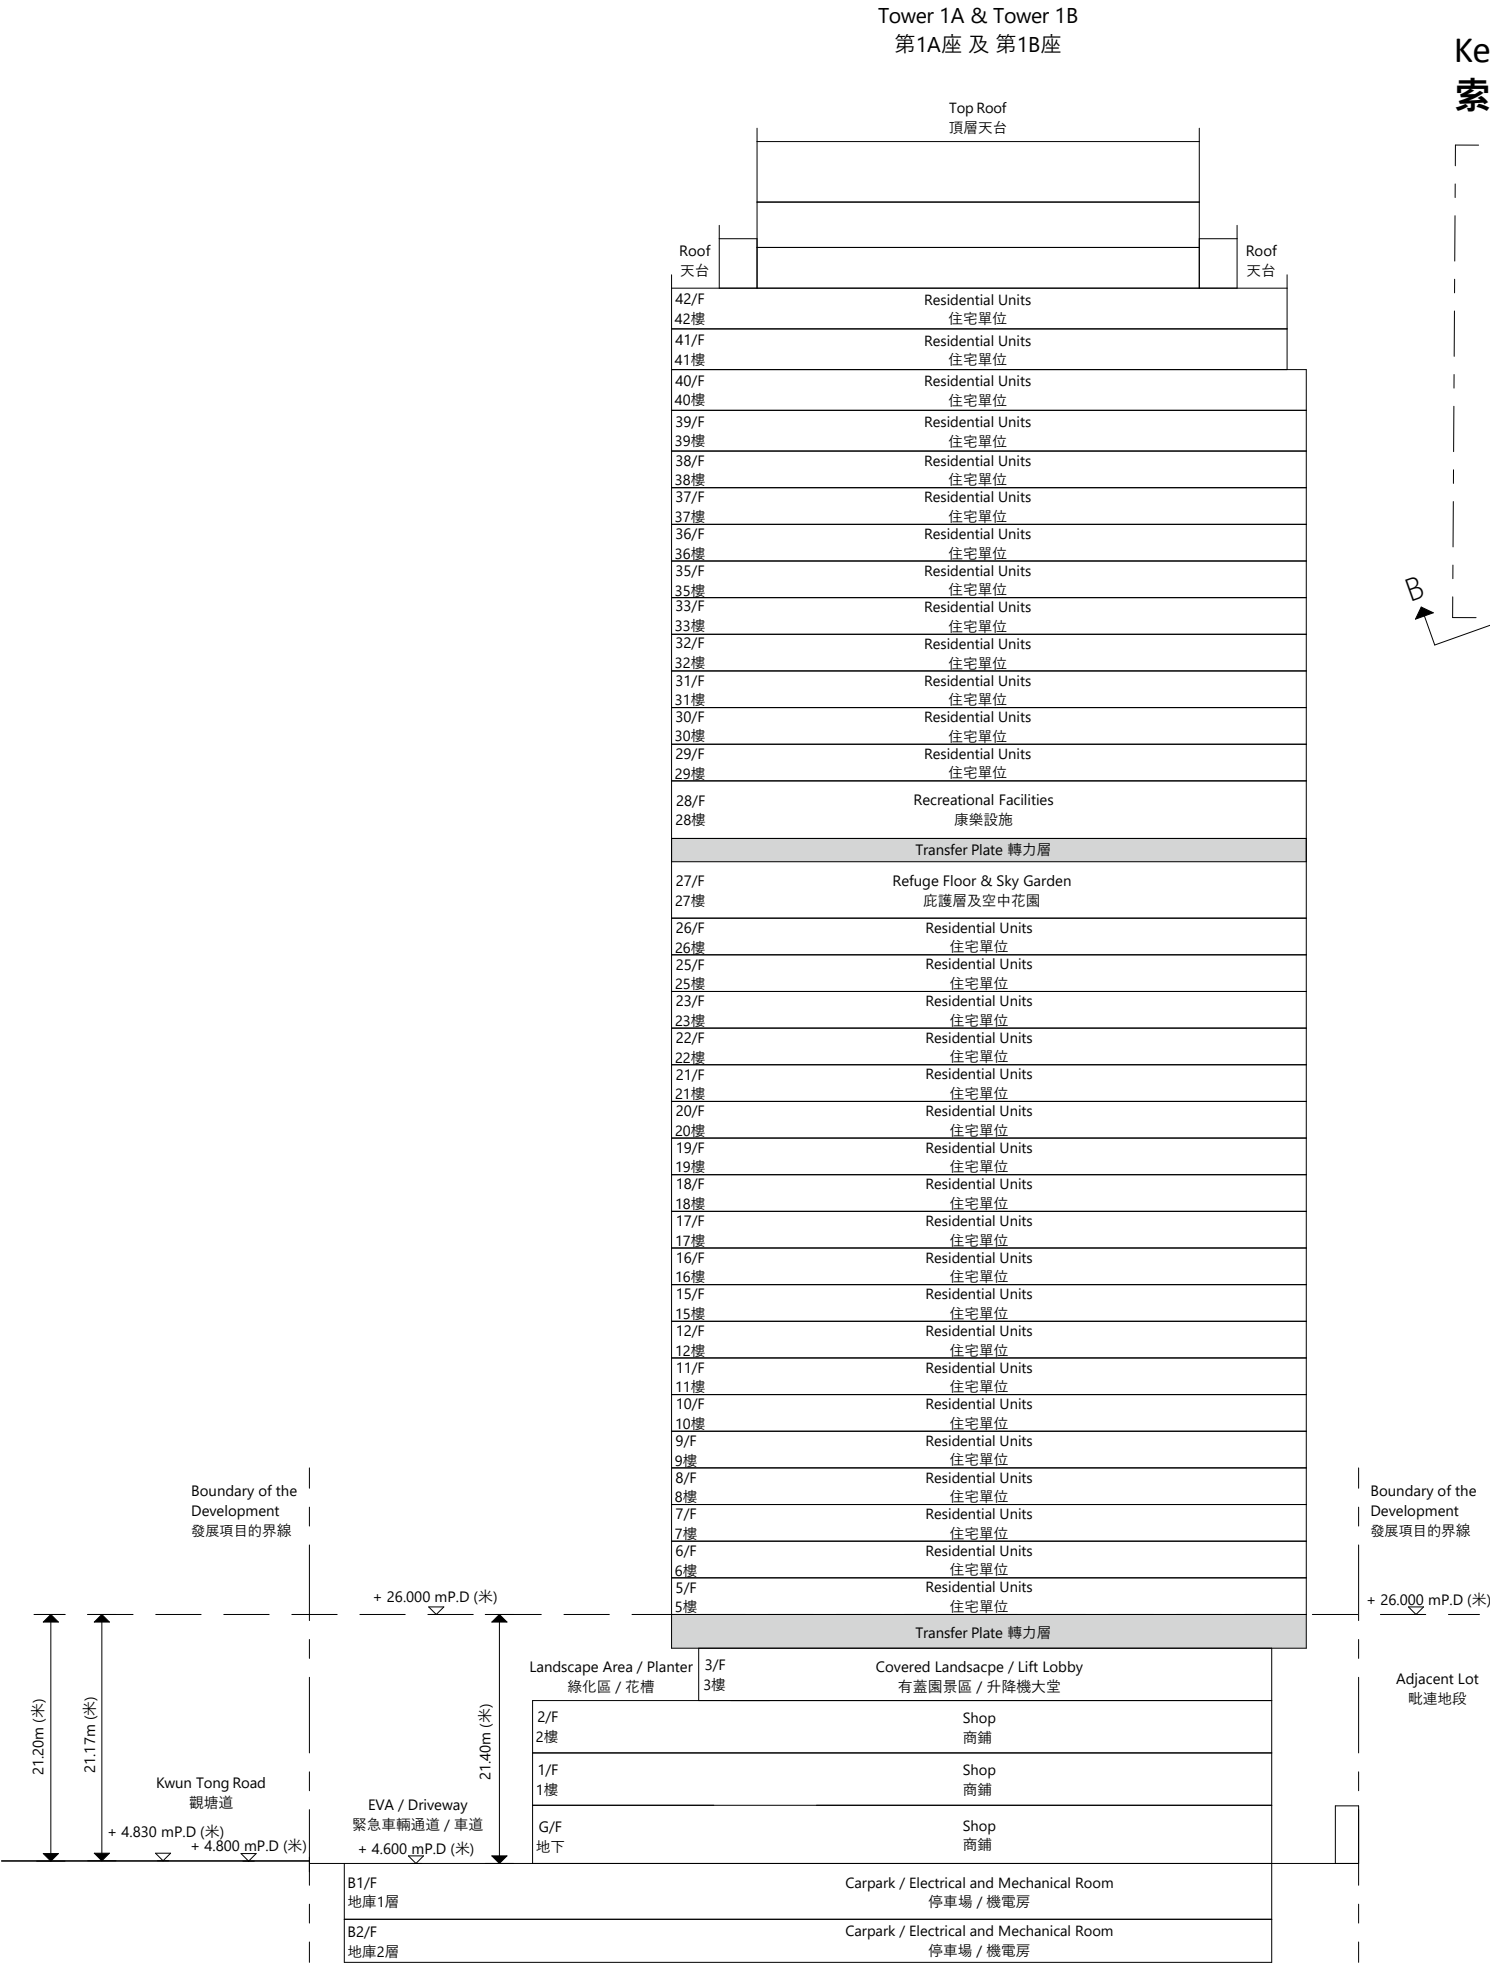 Tower 1A & Tower 1B
第1A座 及 第1B座
Ke
索
Top Roof
頂層天台
Roof
天台
Roof
天台
42/F Residential Units
42樓 住宅單位
41/F Residential Units
41樓 住宅單位
40/F Residential Units
40樓 住宅單位
39/F Residential Units
39樓 住宅單位
38/F Residential Units
38樓 住宅單位
37/F Residential Units
37樓 住宅單位
36/F Residential Units
36樓 住宅單位
35/F Residential Units
35樓 住宅單位
B
33/F Residential Units
33樓 住宅單位
32/F Residential Units
32樓 住宅單位
31/F Residential Units
31樓 住宅單位
30/F Residential Units
30樓 住宅單位
29/F Residential Units
29樓 住宅單位
28/F Recreational Facilities
28樓 康樂設施
Transfer Plate 轉力層
27/F Refuge Floor & Sky Garden
27樓 庇護層及空中花園
26/F Residential Units
26樓 住宅單位
25/F Residential Units
25樓 住宅單位
23/F Residential Units
23樓 住宅單位
22/F Residential Units
22樓 住宅單位
21/F Residential Units
21樓 住宅單位
20/F Residential Units
20樓 住宅單位
19/F Residential Units
19樓 住宅單位
18/F Residential Units
18樓 住宅單位
17/F Residential Units
17樓 住宅單位
16/F Residential Units
16樓 住宅單位
15/F Residential Units
15樓 住宅單位
12/F Residential Units
12樓 住宅單位
11/F Residential Units
11樓 住宅單位
10/F Residential Units
10樓 住宅單位
9/F Residential Units
9樓 住宅單位
8/F Residential Units
8樓 住宅單位
7/F Residential Units
7樓 住宅單位
6/F Residential Units
6樓 住宅單位
5/F Residential Units
5樓 住宅單位
Boundary of the
Development
發展項目的界線
Boundary of the
Development
發展項目的界線
+ 26.000 mP.D (米)
+ 26.000 mP.D (米)
Transfer Plate 轉力層
Landscape Area / Planter
綠化區 / 花槽
3/F Covered Landsacpe / Lift Lobby
3樓 有蓋園景區 / 升降機大堂
Adjacent Lot
毗連地段
2/F Shop
2樓 商鋪
1/F Shop
1樓 商鋪
G/F Shop
地下 商鋪
21.20m (米)
21.17m (米)
21.40m (米)
Kwun Tong Road
觀塘道
+ 4.830 mP.D (米)
+ 4.800 mP.D (米)
EVA / Driveway
緊急車輛通道 / 車道
+ 4.600 mP.D (米)
B1/F Carpark / Electrical and Mechanical Room
地庫1層 停車場 / 機電房
B2/F Carpark / Electrical and Mechanical Room
地庫2層 停車場 / 機電房